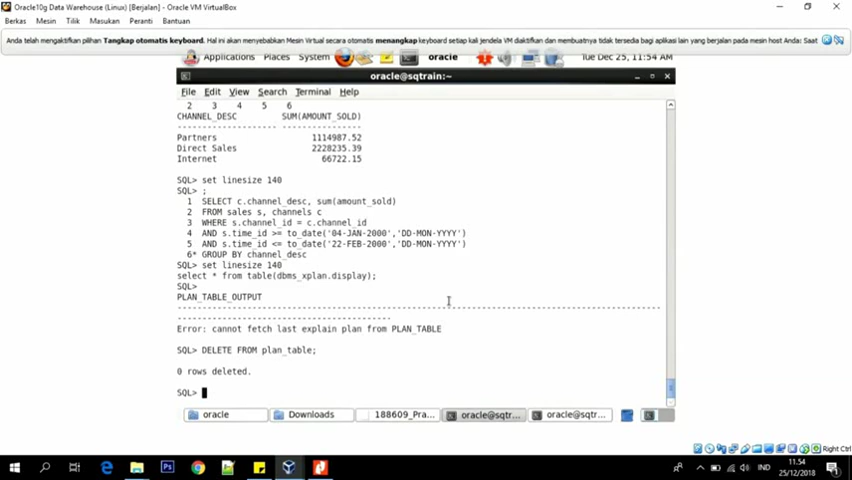 Oracle10g Data Warehouse (Linux) [Berjalan] - Oracle VM VirtualBox
Berkas Mesin Tilik Masukan Peranti Bantuan
Anda telah mengaktifkan pilihan Tangkap otomatis keyboard. Hal ini akan menyebabkan Mesin Virtual secara otomatis menangkap keyboard setiap kali jendela VM diaktifkan dan membuatnya tidak tersedia bagi aplikasi lain yang berjalan pada mesin host Anda: Saat
Applications Places System oracle Tue Dec 25, 11:54 AM
oracle@sqtrain:~
File Edit View Search Terminal Help
2 3 4 5 6
CHANNEL_DESC SUM(AMOUNT_SOLD)
-------------------- ----------------
Partners 1114987.52
Direct Sales 2228235.39
Internet 66722.15
SQL> set linesize 140
SQL> ;
1 SELECT c.channel_desc, sum(amount_sold)
2 FROM sales s, channels c
3 WHERE s.channel_id = c.channel_id
4 AND s.time_id >= to_date('04-JAN-2000','DD-MON-YYYY')
5 AND s.time_id <= to_date('22-FEB-2000','DD-MON-YYYY')
6* GROUP BY channel_desc
SQL> set linesize 140
select * from table(dbms_xplan.display);
SQL>
PLAN_TABLE_OUTPUT
Error: cannot fetch last explain plan from PLAN_TABLE
SQL> DELETE FROM plan_table;
0 rows deleted.
SQL>
oracle Downloads 188609_Pra... oracle@sqtr... oracle@sqtr...
Right Ctrl
IND 11.54
25/12/2018